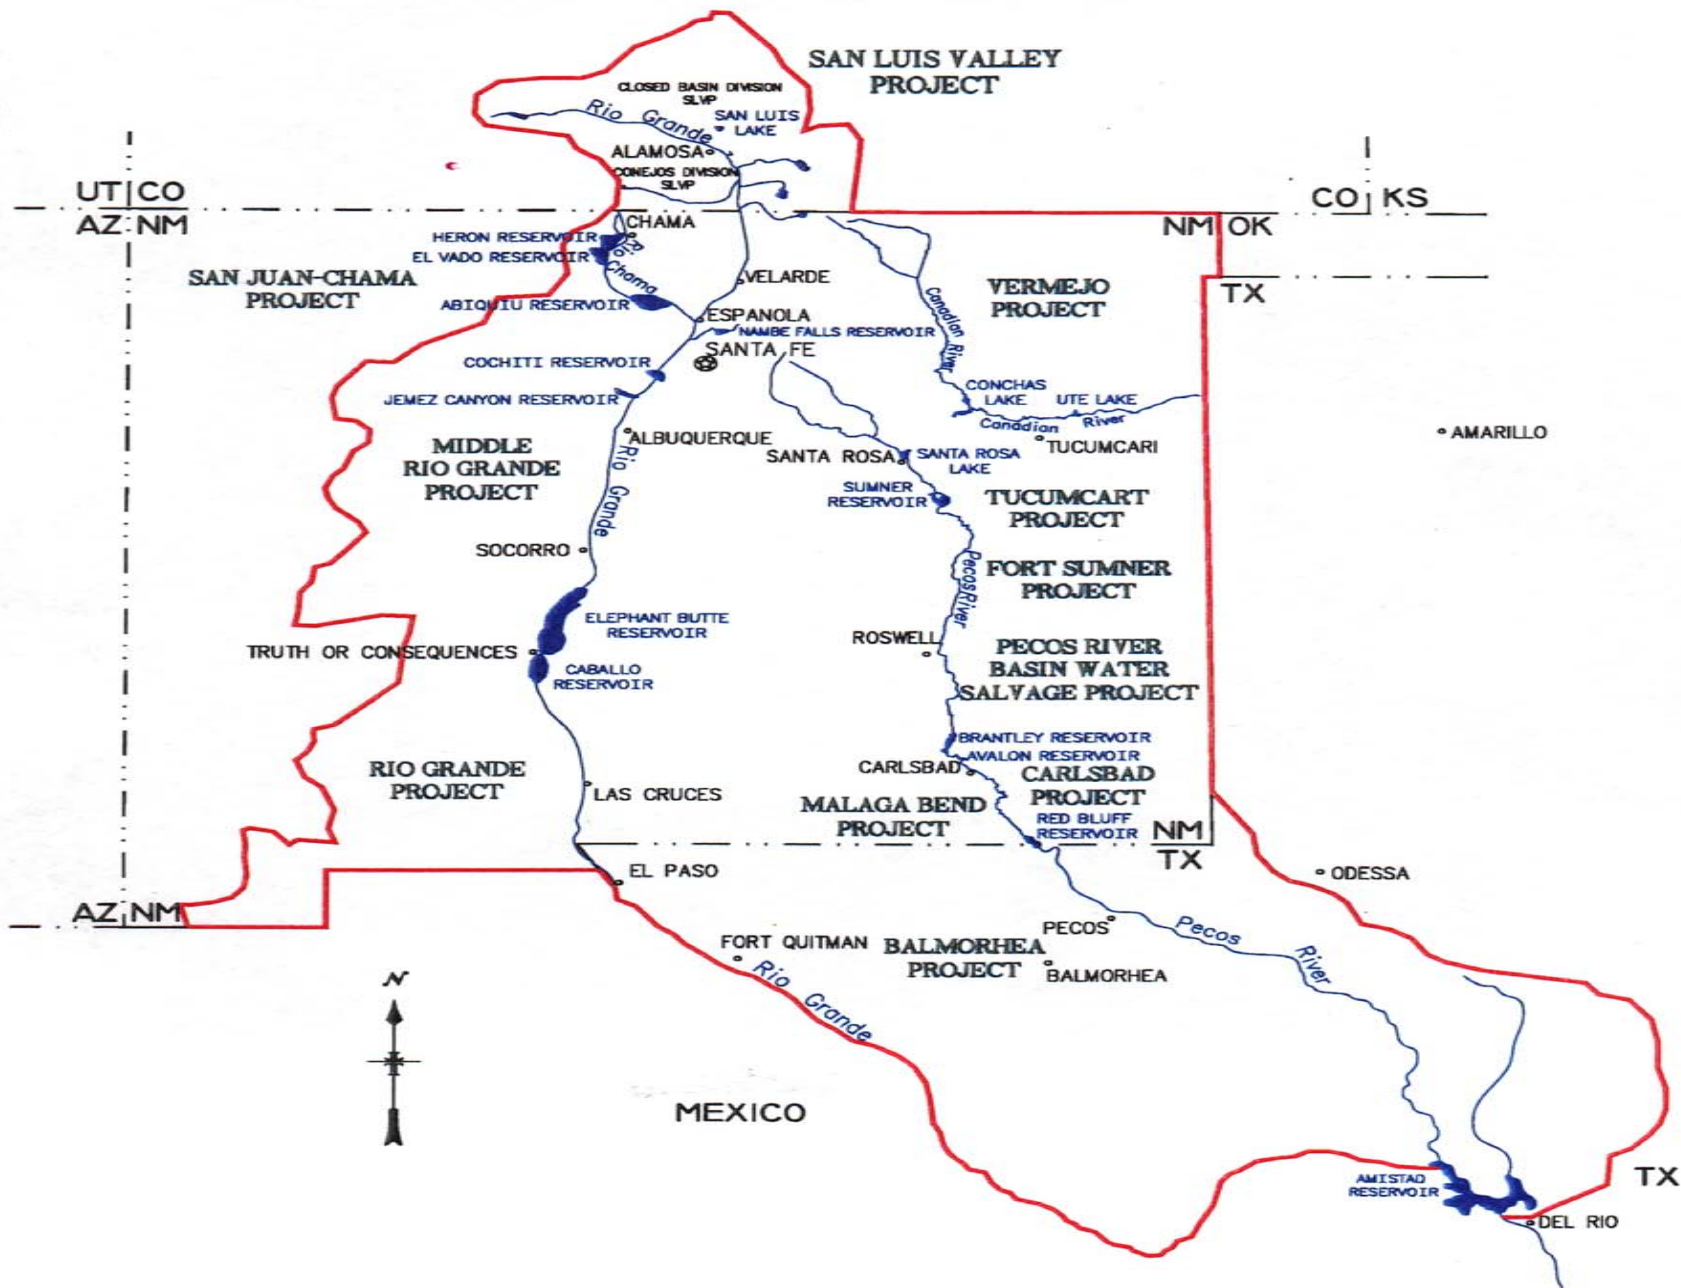 SAN LUIS VALLEY
PROJECT
CLOSED BASIN DIVISION
SLVP
Rio Grande
SAN LUIS
LAKE
ALAMOSA
CONEJOS DIVISION
SLVP
UT CO
AZ NM
CO KS
NM OK
TX
CHAMA
HERON RESERVOIR
EL VADO RESERVOIR
Rio Chama
SAN JUAN-CHAMA
PROJECT
ABIQUIU RESERVOIR
VELARDE
ESPANOLA
NAMBE FALLS RESERVOIR
SANTA FE
VERMEJO
PROJECT
Canadian River
COCHITI RESERVOIR
JEMEZ CANYON RESERVOIR
CONCHAS
LAKE
UTE LAKE
Canadian River
TUCUMCARI
AMARILLO
ALBUQUERQUE
MIDDLE
RIO GRANDE
PROJECT
Rio Grande
SANTA ROSA
SANTA ROSA
LAKE
SUMNER
RESERVOIR
TUCUMCART
PROJECT
SOCORRO
Pecos River
FORT SUMNER
PROJECT
ELEPHANT BUTTE
RESERVOIR
TRUTH OR CONSEQUENCES
CABALLO
RESERVOIR
ROSWELL
PECOS RIVER
BASIN WATER
SALVAGE PROJECT
BRANTLEY RESERVOIR
AVALON RESERVOIR
CARLSBAD
CARLSBAD
PROJECT
RIO GRANDE
PROJECT
LAS CRUCES
MALAGA BEND
PROJECT
RED BLUFF
RESERVOIR
NM
TX
EL PASO
ODESSA
AZ NM
PECOS
Pecos River
FORT QUITMAN
BALMORHEA
PROJECT
BALMORHEA
Rio Grande
N
MEXICO
AMISTAD
RESERVOIR
TX
DEL RIO